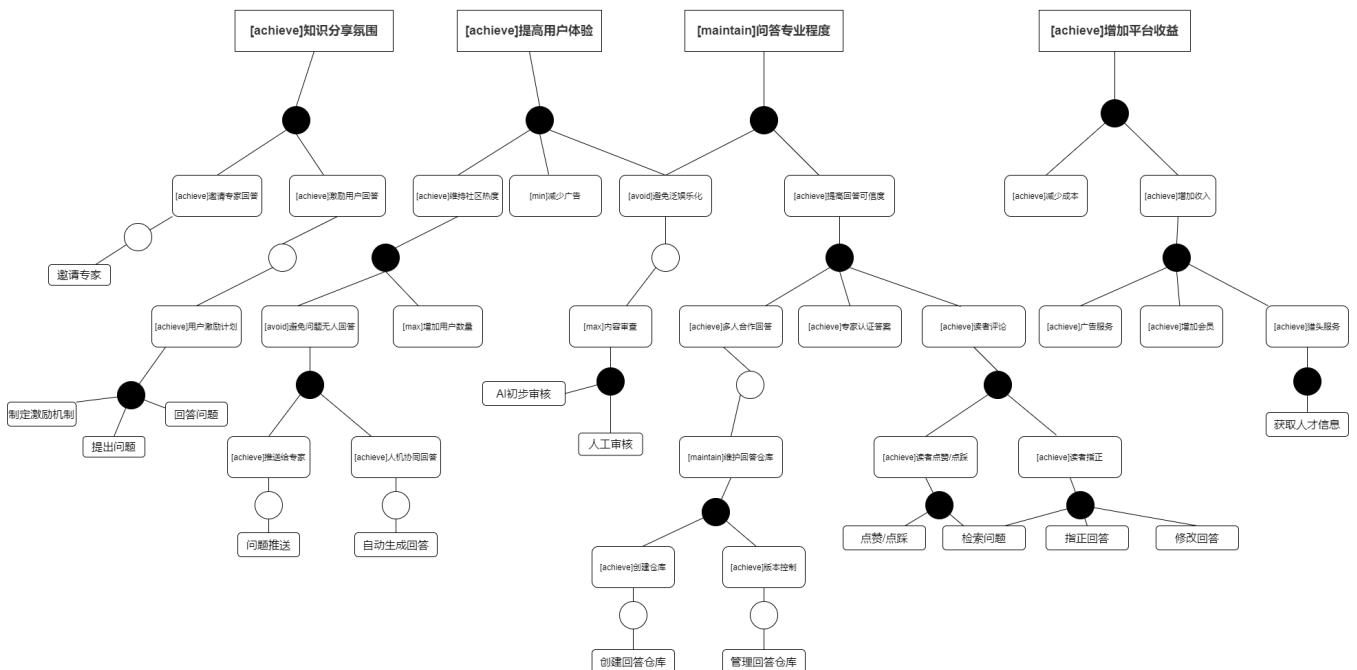 [achieve]知识分享氛围
[achieve]提高用户体验
[maintain]问答专业程度
[achieve]增加平台收益
[achieve]邀请专家回答
[achieve]激励用户回答
[achieve]维持社区热度
[min]减少广告
[avoid]避免泛娱乐化
[achieve]提高回答可信度
[achieve]减少成本
[achieve]增加收入
邀请专家
[achieve]用户激励计划
[avoid]避免问题无人回答
[max]增加用户数量
[max]内容审查
[achieve]多人合作回答
[achieve]专家认证答案
[achieve]读者评论
[achieve]广告服务
[achieve]增加会员
[achieve]猎头服务
制定激励机制
回答问题
提出问题
AI初步审核
人工审核
获取人才信息
[achieve]推送给专家
[achieve]人机协同回答
[maintain]维护回答仓库
[achieve]读者点赞/点踩
[achieve]读者指正
问题推送
自动生成回答
点赞/点踩
检索问题
指正回答
修改回答
[achieve]创建仓库
[achieve]版本控制
创建回答仓库
管理回答仓库